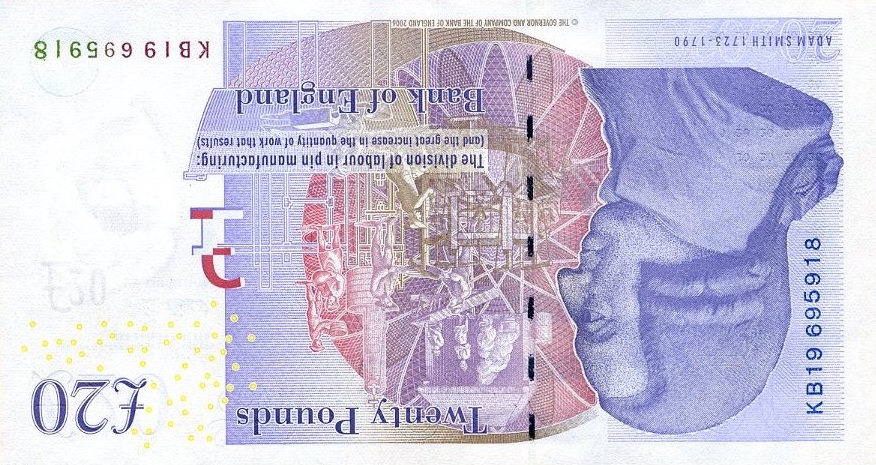 £20
Twenty Pounds
The division of labour in pin manufacturing:
(and the great increase in the quantity of work that results)
Bank of England
KB19 695918
KB19 695918
ADAM SMITH 1723-1790
© THE GOVERNOR AND COMPANY OF THE BANK OF ENGLAND 2006